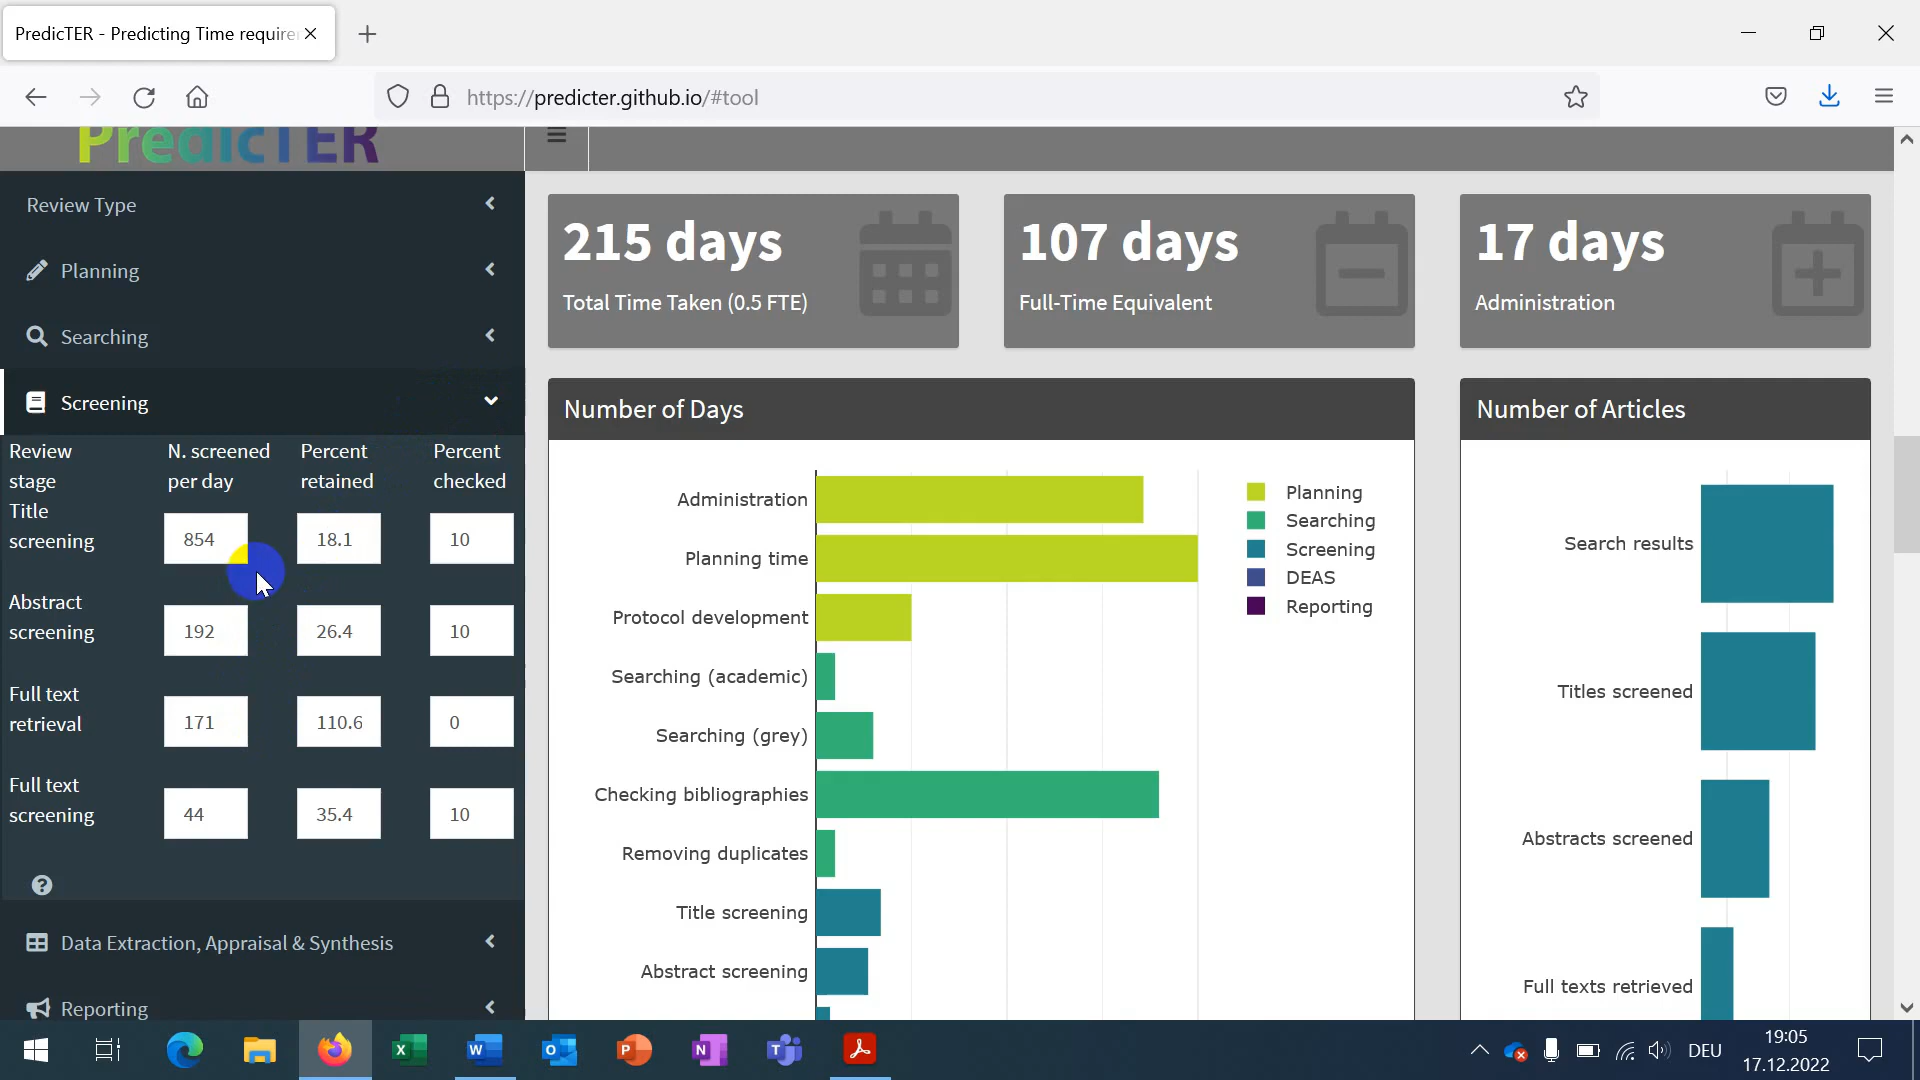 PredicTER - Predicting Time require
https://predicter.github.io/#tool
PredicTER
Review Type
Planning
Searching
Screening
Review stage
N. screened per day
Percent retained
Percent checked
Title screening
854
18.1
10
Abstract screening
192
26.4
10
Full text retrieval
171
110.6
0
Full text screening
44
35.4
10
Data Extraction, Appraisal & Synthesis
Reporting
215 days
Total Time Taken (0.5 FTE)
107 days
Full-Time Equivalent
17 days
Administration
Number of Days
Administration
Planning time
Protocol development
Searching (academic)
Searching (grey)
Checking bibliographies
Removing duplicates
Title screening
Abstract screening
Planning
Searching
Screening
DEAS
Reporting
Number of Articles
Search results
Titles screened
Abstracts screened
Full texts retrieved
DEU
19:05
17.12.2022